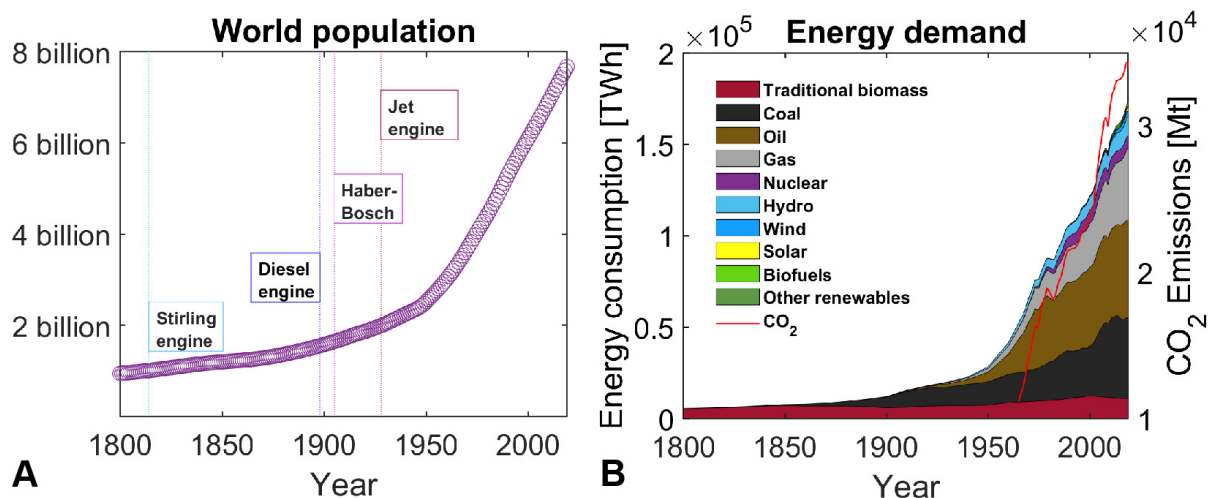 World population
8 billion
6 billion
4 billion
2 billion
Stirling
engine
Diesel
engine
Haber-
Bosch
Jet
engine
1800 1850 1900 1950 2000
Year
A
Energy demand
× 10^5
× 10^4
Energy consumption [TWh]
2
1.5
1
0.5
0
Traditional biomass
Coal
Oil
Gas
Nuclear
Hydro
Wind
Solar
Biofuels
Other renewables
CO2
3
2
1
CO2 Emissions [Mt]
1800 1850 1900 1950 2000
Year
B